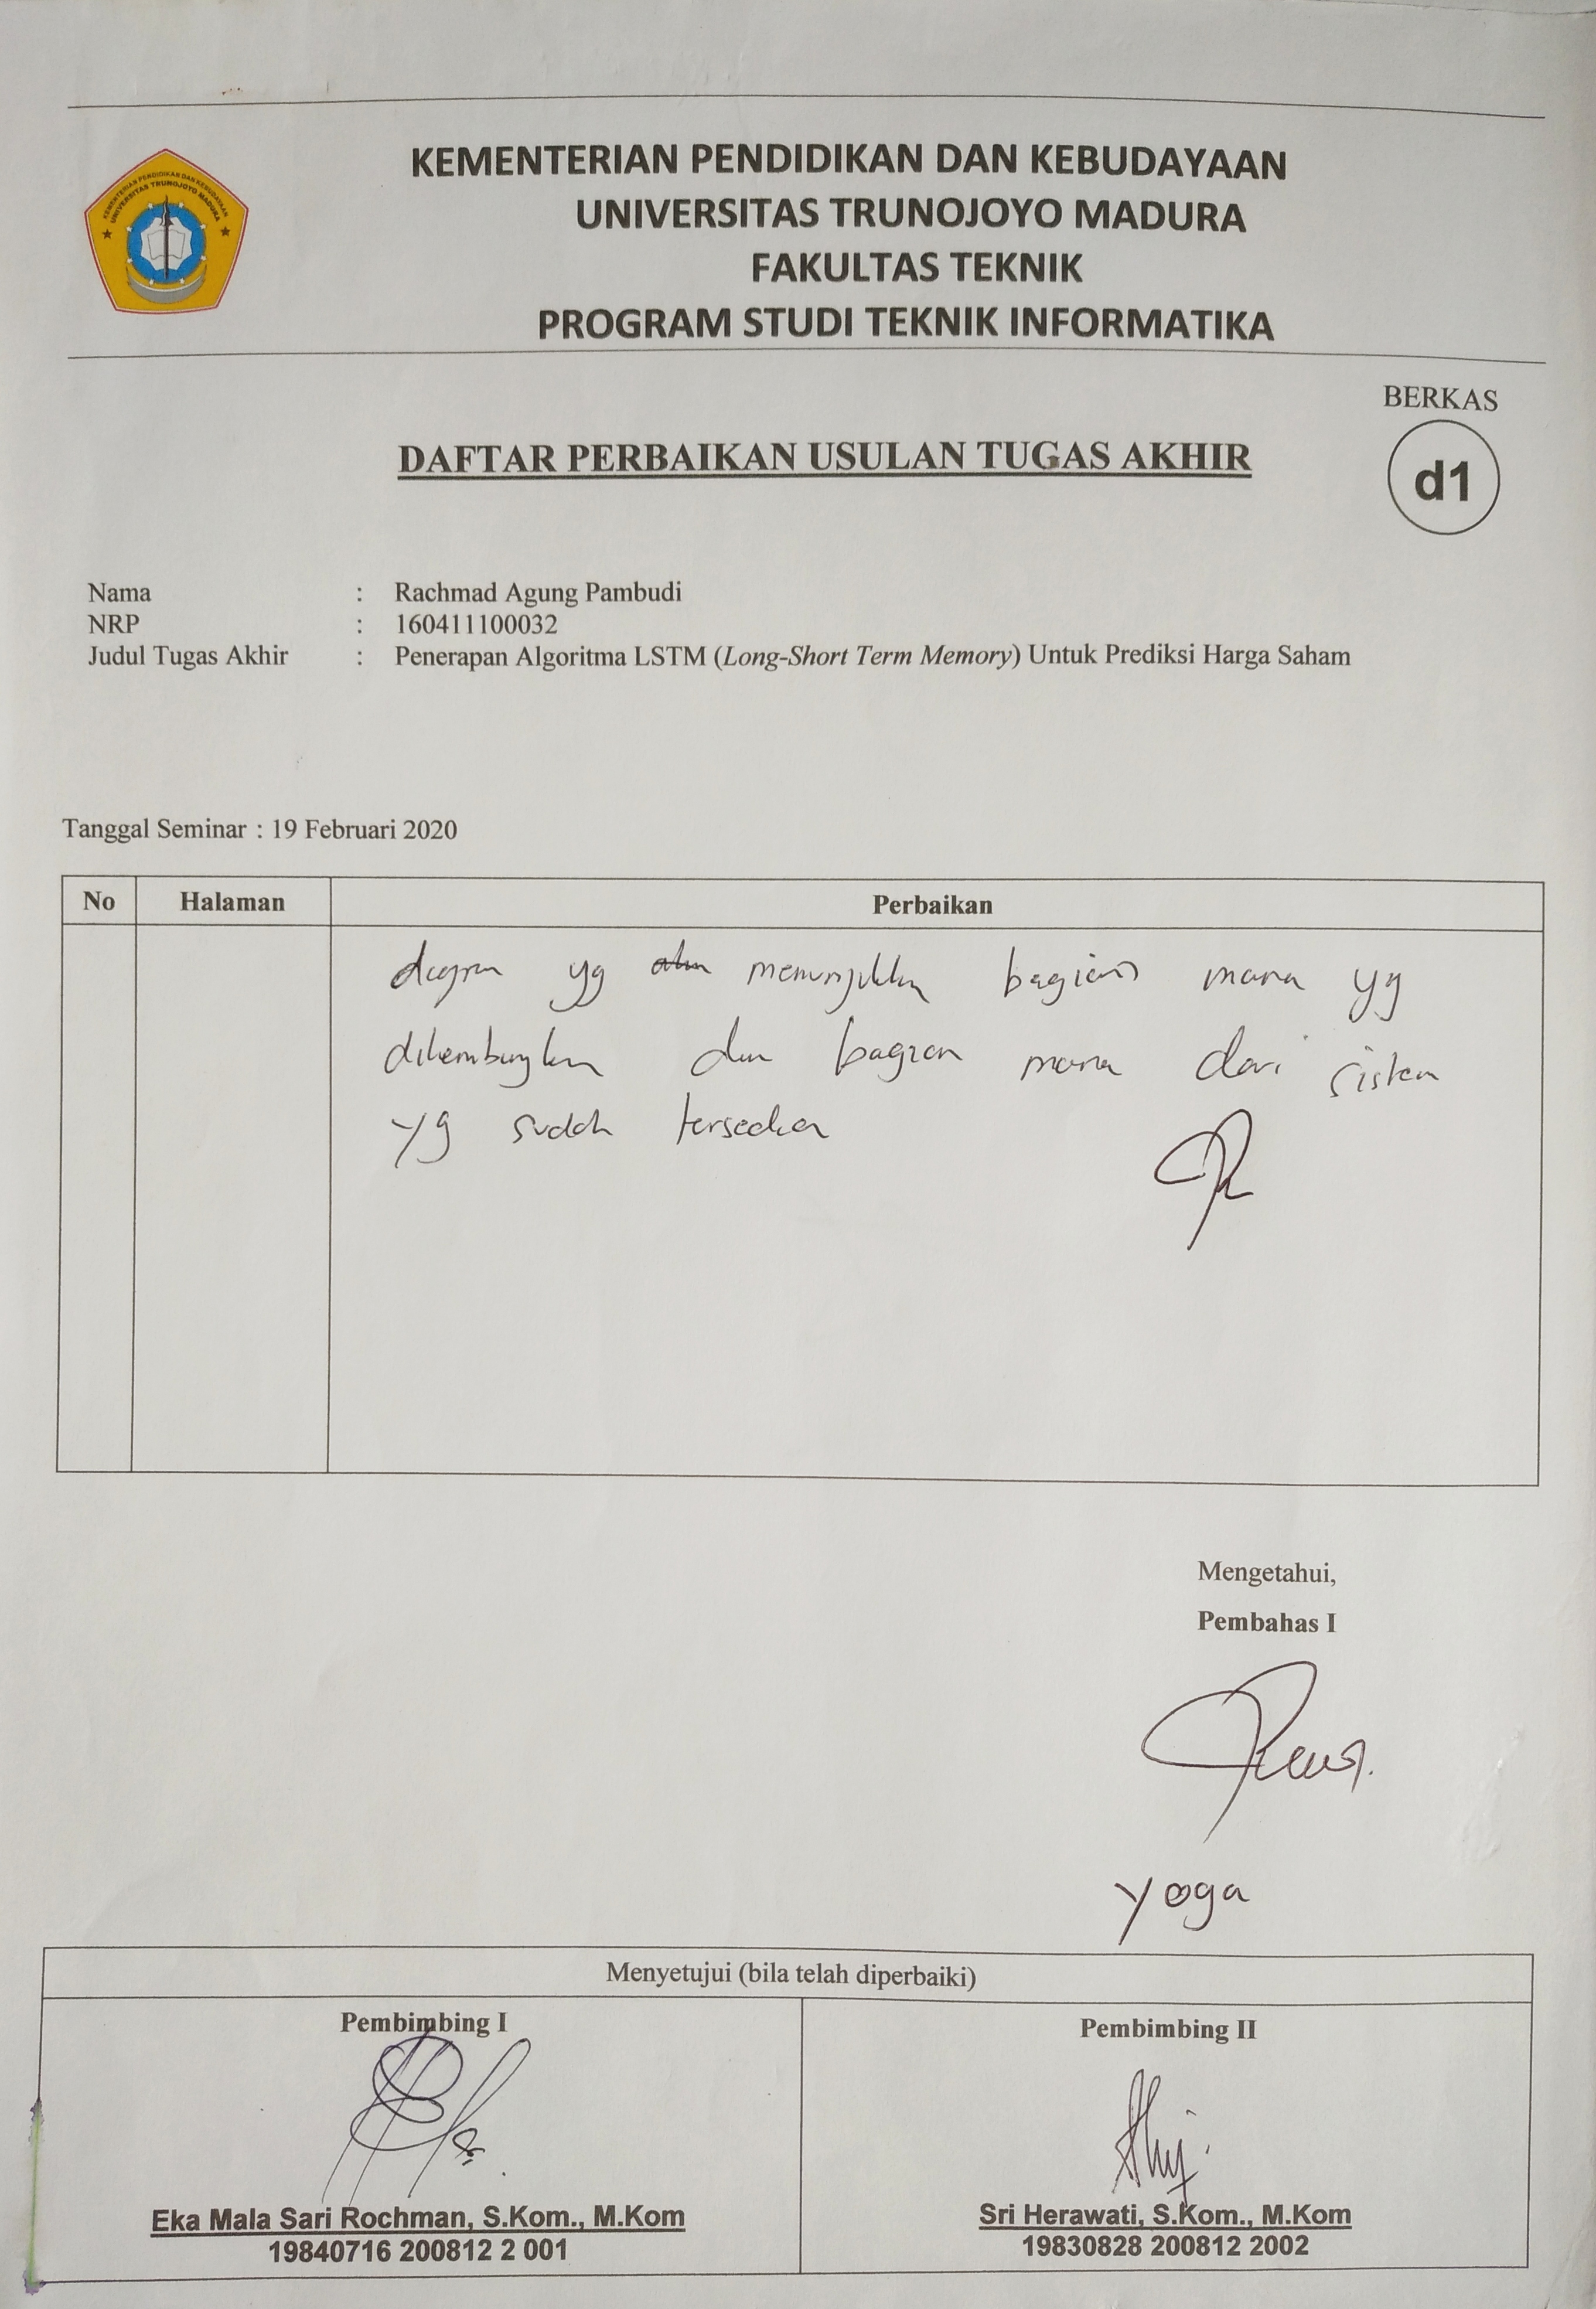 KEMENTERIAN PENDIDIKAN DAN KEBUDAYAAN
UNIVERSITAS TRUNOJOYO MADURA
KEMENTERIAN PENDIDIKAN DAN KEBUDAYAAN
UNIVERSITAS TRUNOJOYO MADURA
FAKULTAS TEKNIK
PROGRAM STUDI TEKNIK INFORMATIKA
BERKAS
d1
DAFTAR PERBAIKAN USULAN TUGAS AKHIR
Nama : Rachmad Agung Pambudi
NRP : 160411100032
Judul Tugas Akhir : Penerapan Algoritma LSTM (Long-Short Term Memory) Untuk Prediksi Harga Saham
Tanggal Seminar : 19 Februari 2020
No Halaman Perbaikan
yg menunjukkan bagian mana yg
dikembangkan dan bagian mana dari sistem
yg sudah tersedia
Mengetahui,
Pembahas I
Yoga
Menyetujui (bila telah diperbaiki)
Pembimbing I Pembimbing II
Eka Mala Sari Rochman, S.Kom., M.Kom Sri Herawati, S.Kom., M.Kom
19840716 200812 2 001 19830828 200812 2002